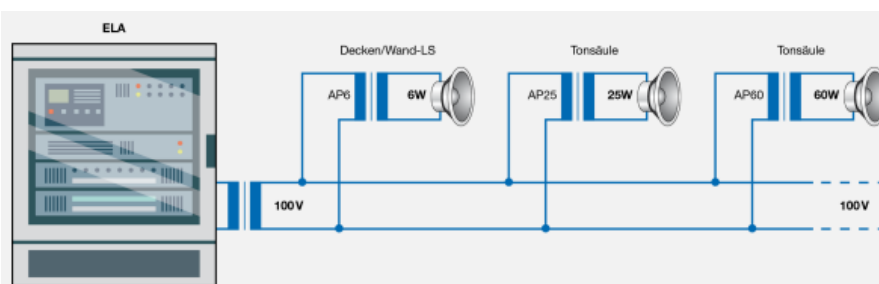 ELA
Decken/Wand-LS
Tonsäule
Tonsäule
AP6
6W
AP25
25W
AP60
60W
100V
100V